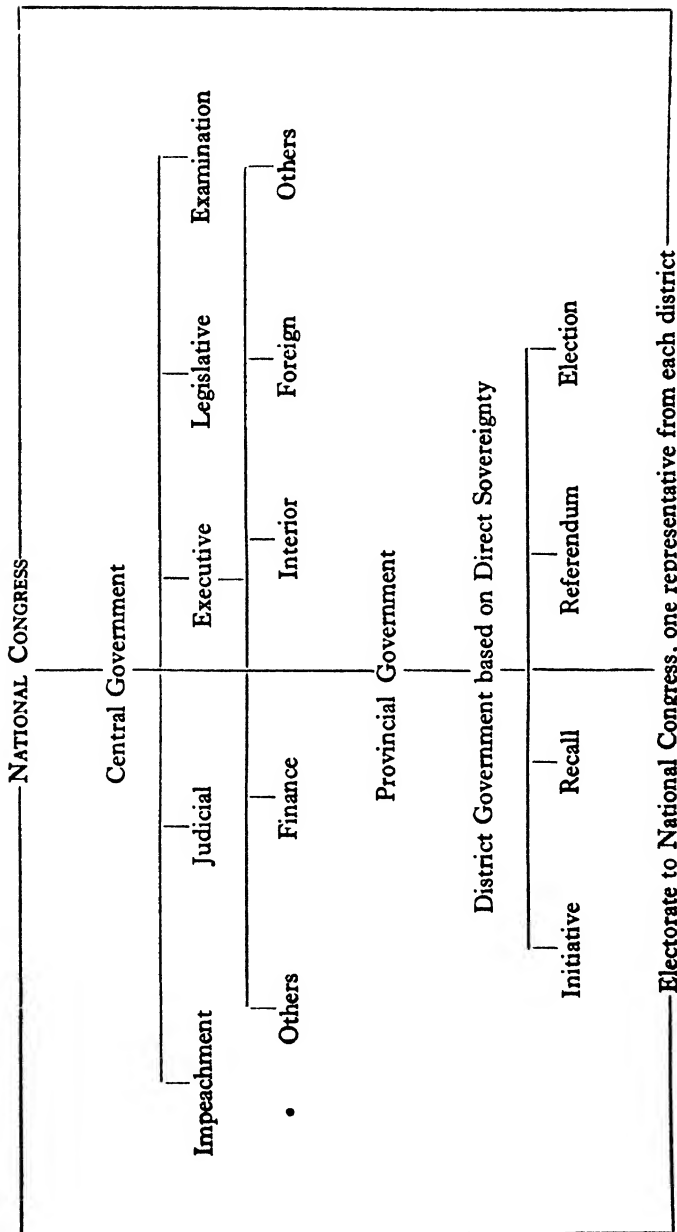 NATIONAL CONGRESS
Central Government
Impeachment Judicial Executive Legislative Examination
Others Finance Interior Foreign Others
Provincial Government
District Government based on Direct Sovereignty
Initiative Recall Referendum Election
Electorate to National Congress, one representative from each district